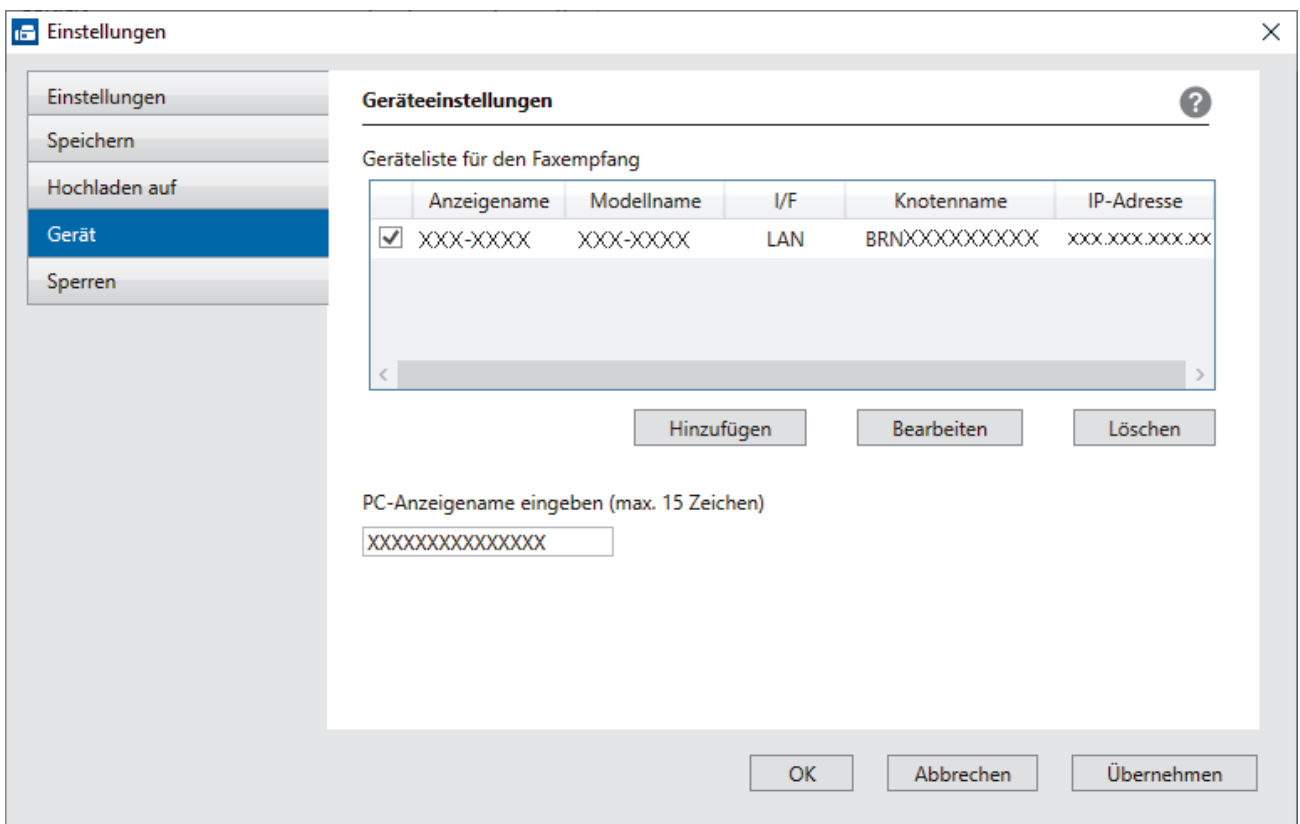 Einstellungen
Einstellungen
Speichern
Hochladen auf
Gerät
Sperren
Geräteeinstellungen
?
Geräteliste für den Faxempfang
Anzeigename Modellname I/F Knotenname IP-Adresse
XXX-XXXX XXX-XXXX LAN BRNXXXXXXXXX xxx.xxx.xxx.xx
Hinzufügen Bearbeiten Löschen
PC-Anzeigename eingeben (max. 15 Zeichen)
XXXXXXXXXXXXXXX
OK Abbrechen Übernehmen